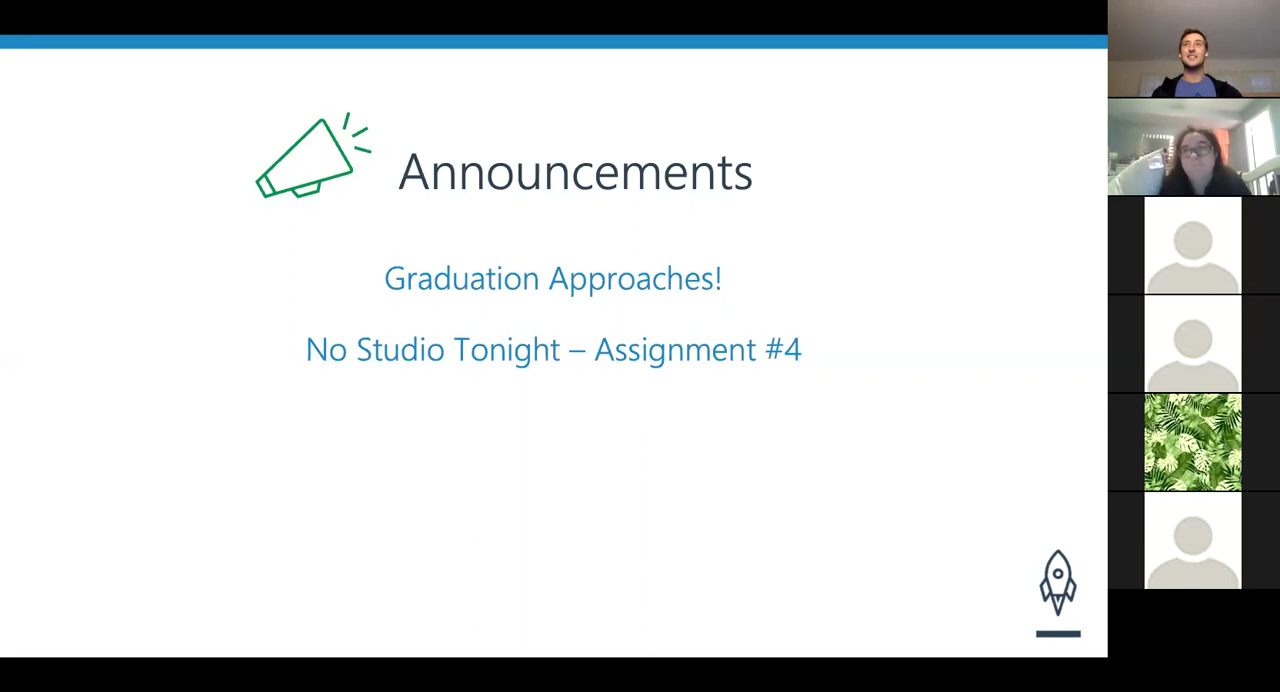 Announcements
Graduation Approaches!
No Studio Tonight – Assignment #4